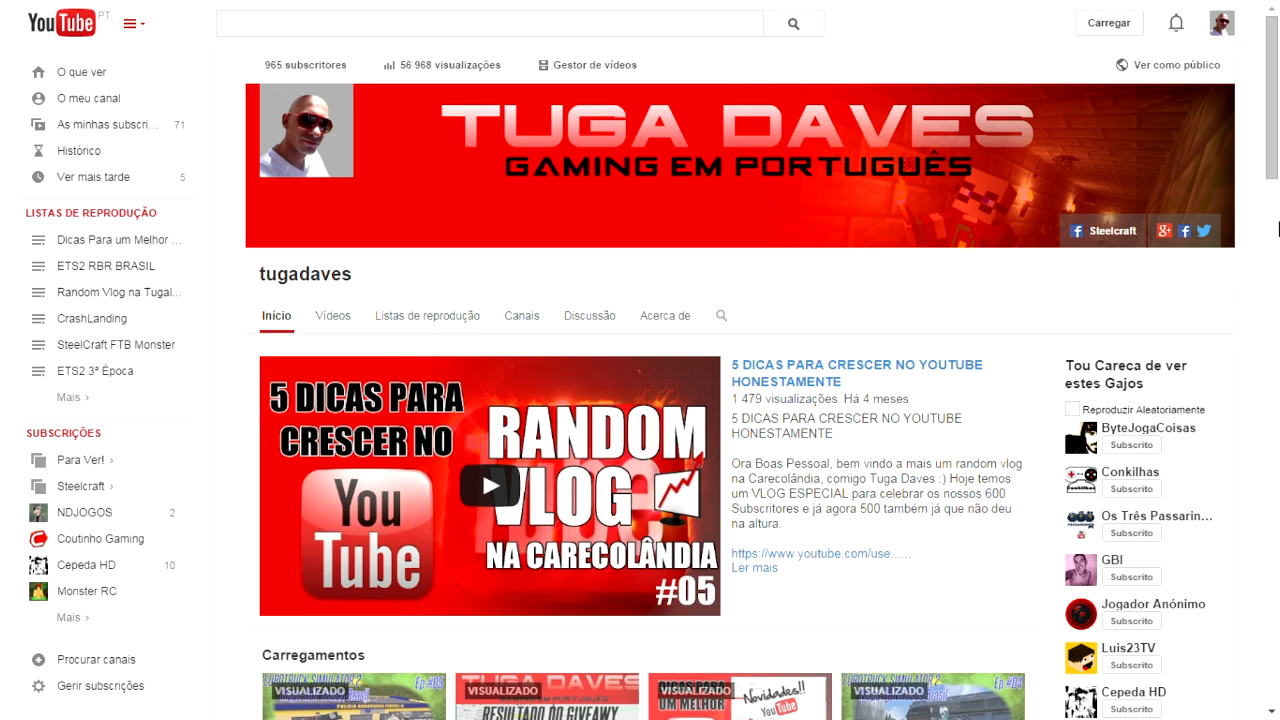 YouTube PT
Carregar
O que ver
O meu canal
As minhas subscri... 71
Histórico
Ver mais tarde 5
LISTAS DE REPRODUÇÃO
Dicas Para um Melhor ...
ETS2 RBR BRASIL
Random Vlog na Tugal...
CrashLanding
SteelCraft FTB Monster
ETS2 3ª Época
Mais ›
SUBSCRIÇÕES
Para Ver! ›
Steelcraft ›
NDJOGOS 2
Coutinho Gaming
Cepeda HD 10
Monster RC
Mais ›
Procurar canais
Gerir subscrições
965 subscritores 56 968 visualizações Gestor de vídeos Ver como público
TUGA DAVES
GAMING EM PORTUGUÊS
Steelcraft
tugadaves
Início Vídeos Listas de reprodução Canais Discussão Acerca de
5 DICAS PARA
CRESCER NO
You
Tube
RANDOM
VLOG
NA CARECOLÂNDIA
#05
5 DICAS PARA CRESCER NO YOUTUBE
HONESTAMENTE
1 479 visualizações Há 4 meses
5 DICAS PARA CRESCER NO YOUTUBE
HONESTAMENTE
Ora Boas Pessoal, bem vindo a mais um random vlog
na Carecolândia, comigo Tuga Daves :) Hoje temos
um VLOG ESPECIAL para celebrar os nossos 600
Subscritores e já agora 500 também já que não deu
na altura.
https://www.youtube.com/use......
Ler mais
Tou Careca de ver
estes Gajos
Reproduzir Aleatoriamente
ByteJogaCoisas
Subscrito
Conkilhas
Subscrito
Os Três Passarin...
Subscrito
GBI
Subscrito
Jogador Anónimo
Subscrito
Luis23TV
Subscrito
Cepeda HD
Subscrito
Carregamentos
VISUALIZADO
Ep #05
VISUALIZADO
RESULTADO DO GIVEAWY
VISUALIZADO
UM MELHOR
Novidades!!
You Tube
VISUALIZADO
Ep #04